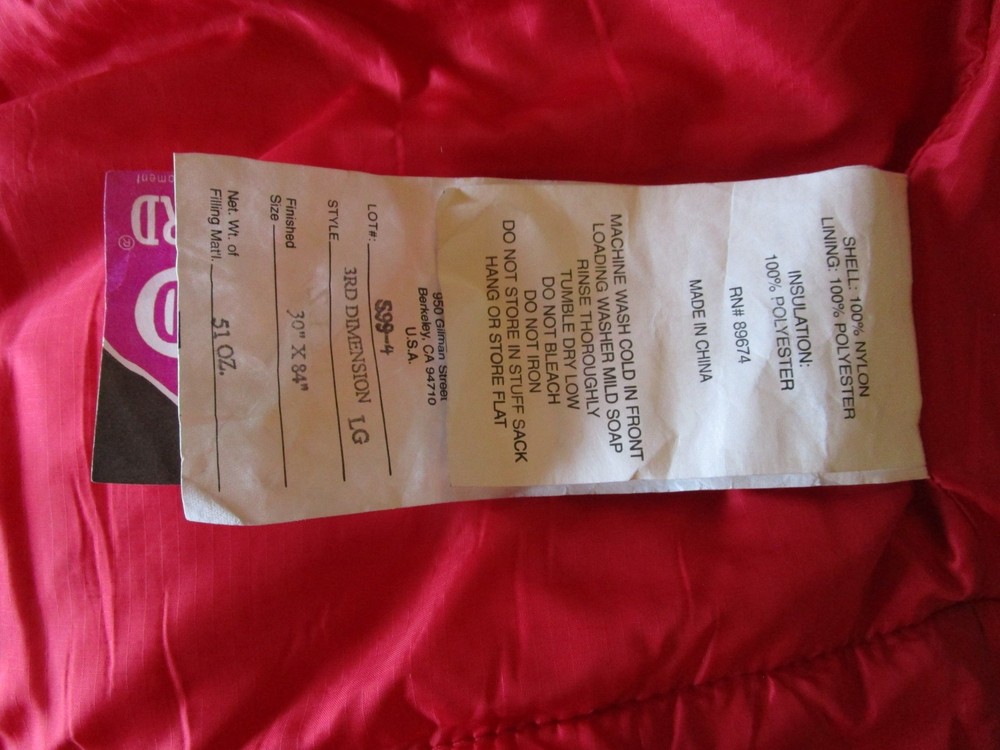 SHELL: 100% NYLON
LINING: 100% POLYESTER
INSULATION:
100% POLYESTER
RN# 89674
MADE IN CHINA
MACHINE WASH COLD IN FRONT
LOADING WASHER MILD SOAP
RINSE THOROUGHLY
TUMBLE DRY LOW
DO NOT BLEACH
DO NOT IRON
DO NOT STORE IN STUFF SACK
HANG OR STORE FLAT
950 Gilman Street
Berkeley, CA 94710
U.S.A.
LOT#: S99-4
STYLE 3RD DIMENSION LG
Finished
Size 30" X 84"
Net. Wt. of
Filling Mat'l. 51 OZ.